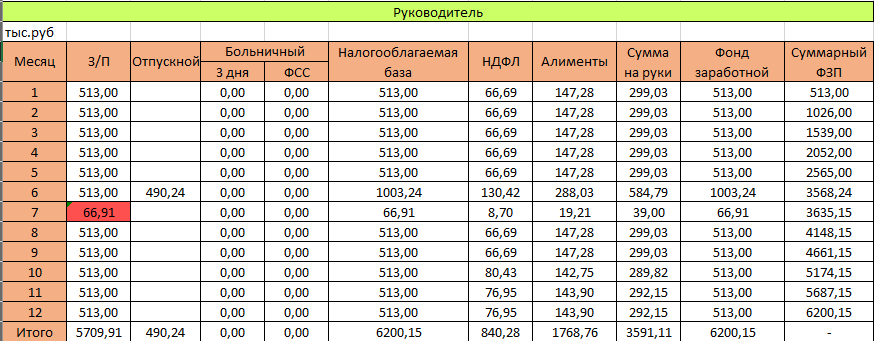 Руководитель
тыс.руб
Месяц З/П Отпускной Больничный 3 дня ФСС Налогооблагаемая база НДФЛ Алименты Сумма на руки Фонд заработной Суммарный ФЗП
1 513,00 0,00 0,00 513,00 66,69 147,28 299,03 513,00 513,00
2 513,00 0,00 0,00 513,00 66,69 147,28 299,03 513,00 1026,00
3 513,00 0,00 0,00 513,00 66,69 147,28 299,03 513,00 1539,00
4 513,00 0,00 0,00 513,00 66,69 147,28 299,03 513,00 2052,00
5 513,00 0,00 0,00 513,00 66,69 147,28 299,03 513,00 2565,00
6 513,00 490,24 0,00 0,00 1003,24 130,42 288,03 584,79 1003,24 3568,24
7 66,91 0,00 0,00 66,91 8,70 19,21 39,00 66,91 3635,15
8 513,00 0,00 0,00 513,00 66,69 147,28 299,03 513,00 4148,15
9 513,00 0,00 0,00 513,00 66,69 147,28 299,03 513,00 4661,15
10 513,00 0,00 0,00 513,00 80,43 142,75 289,82 513,00 5174,15
11 513,00 0,00 0,00 513,00 76,95 143,90 292,15 513,00 5687,15
12 513,00 0,00 0,00 513,00 76,95 143,90 292,15 513,00 6200,15
Итого 5709,91 490,24 0,00 0,00 6200,15 840,28 1768,76 3591,11 6200,15 -